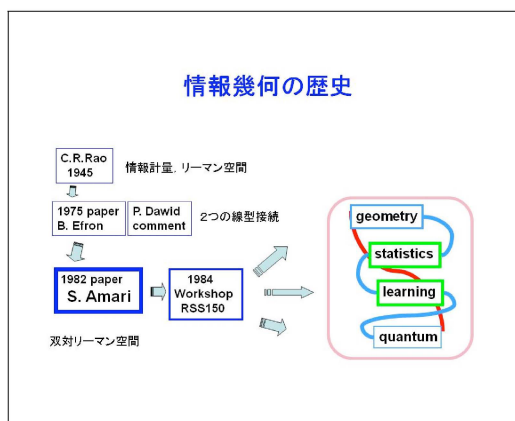 情報幾何の歴史
C.R.Rao
1945
情報計量．リーマン空間
1975 paper
B. Efron
P. Dawid
comment
２つの線型接続
1982 paper
S. Amari
1984
Workshop
RSS150
双対リーマン空間
geometry
statistics
learning
quantum